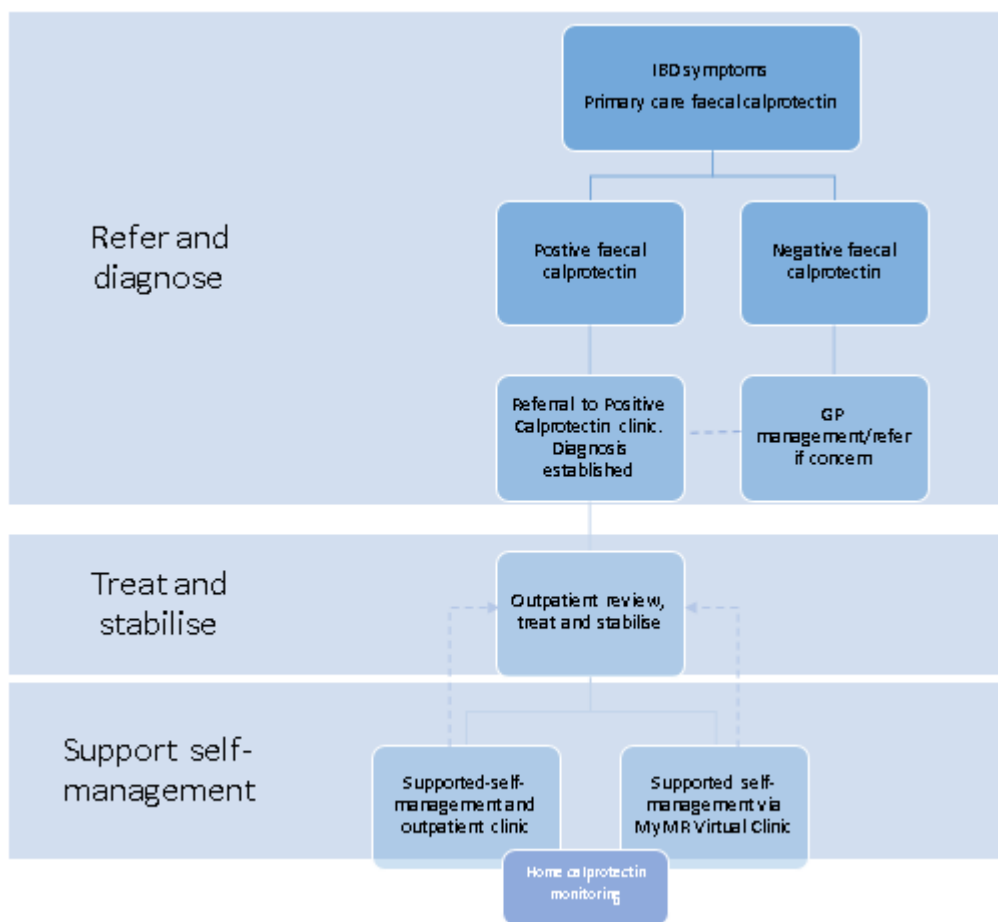 IBD symptoms
Primary care faecal calprotectin
Refer and
diagnose
Postive faecal
calprotectin
Negative faecal
calprotectin
Referral to Positive
Calprotectin clinic.
Diagnosis
established
GP
management/refer
if concern
Treat and
stabilise
Outpatient review,
treat and stabilise
Support self-
management
Supported-self-
management and
outpatient clinic
Supported self-
management via
MyMR Virtual Clinic
Home calprotectin
monitoring